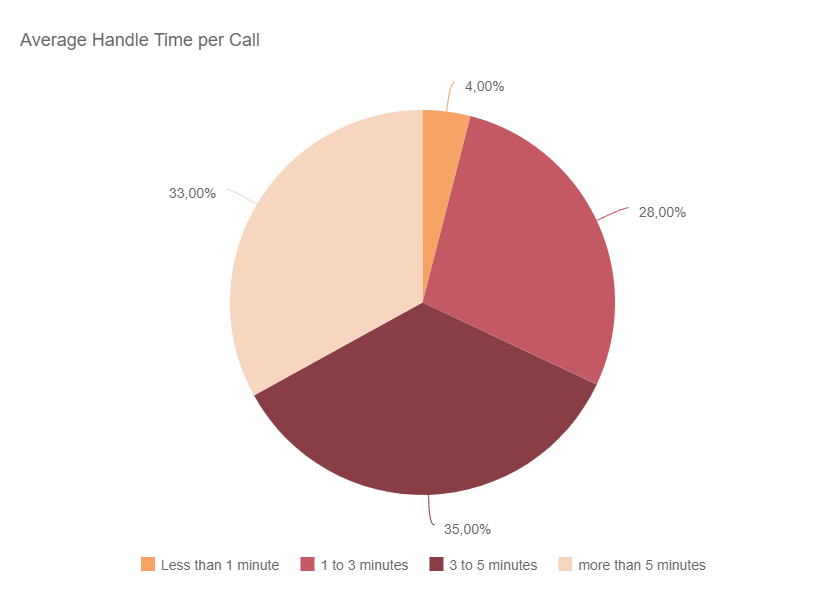 Average Handle Time per Call
4,00%
33,00%
28,00%
35,00%
Less than 1 minute 1 to 3 minutes 3 to 5 minutes more than 5 minutes